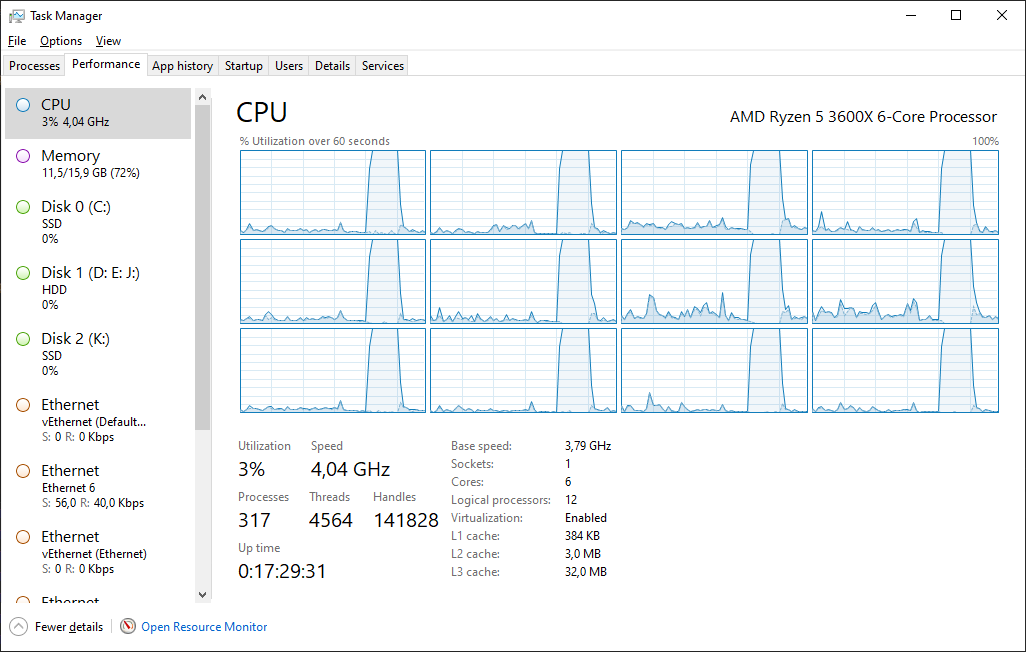 Task Manager
File Options View
Processes Performance App history Startup Users Details Services
CPU
3% 4,04 GHz
Memory
11,5/15,9 GB (72%)
Disk 0 (C:)
SSD
0%
Disk 1 (D: E: J:)
HDD
0%
Disk 2 (K:)
SSD
0%
Ethernet
vEthernet (Default...
S: 0 R: 0 Kbps
Ethernet
Ethernet 6
S: 56,0 R: 40,0 Kbps
Ethernet
vEthernet (Ethernet)
S: 0 R: 0 Kbps
Ethernet
CPU
AMD Ryzen 5 3600X 6-Core Processor
% Utilization over 60 seconds 100%
Utilization Speed
3% 4,04 GHz
Processes Threads Handles
317 4564 141828
Up time
0:17:29:31
Base speed: 3,79 GHz
Sockets: 1
Cores: 6
Logical processors: 12
Virtualization: Enabled
L1 cache: 384 KB
L2 cache: 3,0 MB
L3 cache: 32,0 MB
Fewer details Open Resource Monitor